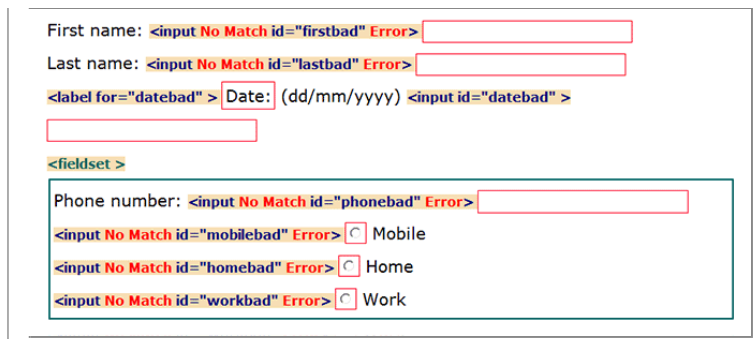 First name: <input No Match id="firstbad" Error>
Last name: <input No Match id="lastbad" Error>
<label for="datebad" > Date: (dd/mm/yyyy) <input id="datebad" >
<fieldset >
Phone number: <input No Match id="phonebad" Error>
<input No Match id="mobilebad" Error> Mobile
<input No Match id="homebad" Error> Home
<input No Match id="workbad" Error> Work